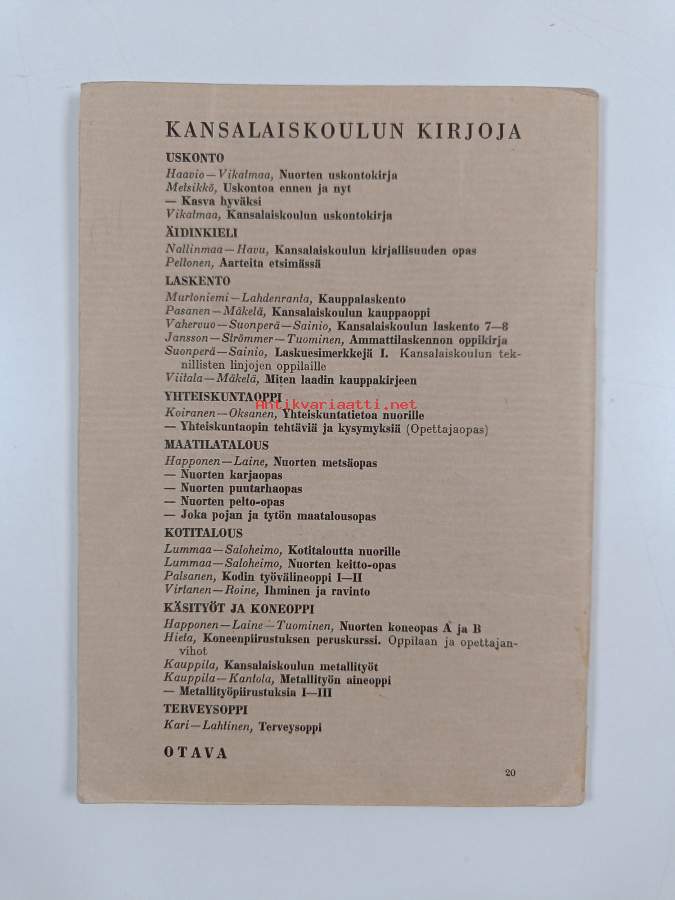 KANSALAISKOULUN KIRJOJA
USKONTO
Haavio—Vikatmaa, Nuorten uskontokirja
Metsikkö, Uskontoa ennen ja nyt
— Kasva hyväksi
Vikatmaa, Kansalaiskoulun uskontokirja
ÄIDINKIELI
Nallinmaa—Havu, Kansalaiskoulun kirjallisuuden opas
Peltonen, Aarteita etsimässä
LASKENTO
Murtoniemi—Lahdenranta, Kauppalaskento
Pasanen—Mäkelä, Kansalaiskoulun kauppaoppi
Vahervuo—Suonperä—Sainio, Kansalaiskoulun laskento 7—8
Jansson—Strömmer—Tuominen, Ammattilaskennon oppikirja
Suonperä—Sainio, Laskuesimerkkejä I. Kansalaiskoulun tek-
nillisten linjojen oppilaille
Viitala—Mäkelä, Miten laadin kauppakirjeen
YHTEISKUNTAOPPI
Antikvariaatti.net
Koiranen—Oksanen, Yhteiskuntatietoa nuorille
— Yhteiskuntaopin tehtäviä ja kysymyksiä (Opettajaopas)
MAATILATALOUS
Happonen—Laine, Nuorten metsäopas
— Nuorten karjaopas
— Nuorten puutarhaopas
— Nuorten pelto-opas
— Joka pojan ja tytön maatalousopas
KOTITALOUS
Lummaa—Saloheimo, Kotitaloutta nuorille
Lummaa—Saloheimo, Nuorten keitto-opas
Palsanen, Kodin työvälineoppi I—II
Virtanen—Roine, Ihminen ja ravinto
KÄSITYÖT JA KONEOPPI
Happonen—Laine—Tuominen, Nuorten koneopas A ja B
Hieta, Koneenpiirustuksen peruskurssi. Oppilaan ja opettajan-
vihot
Kauppila, Kansalaiskoulun metallityöt
Kauppila—Kantola, Metallityön aineoppi
— Metallityöpiirustuksia I—III
TERVEYSOPPI
Kari—Lahtinen, Terveysoppi
OTAVA
20